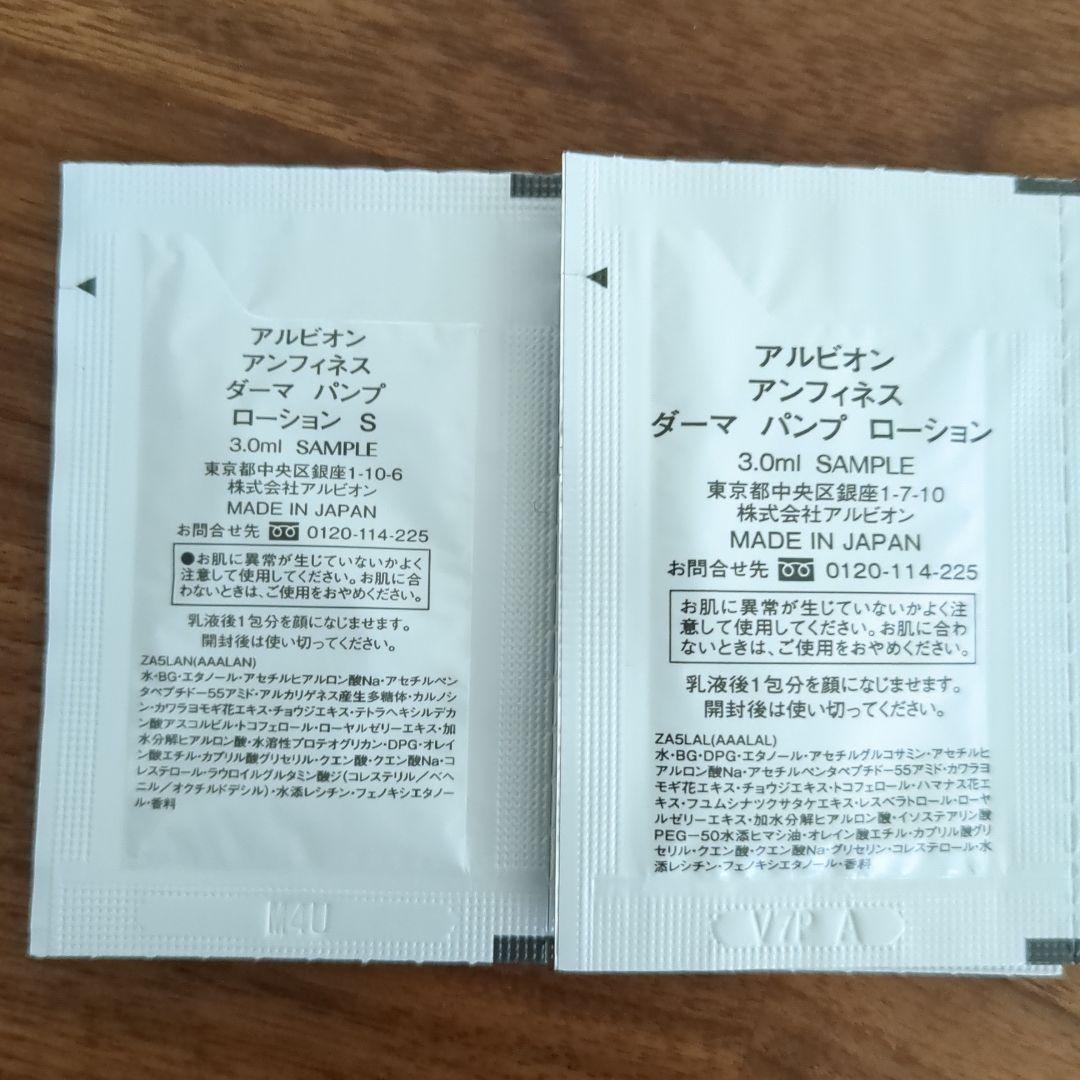 アルビオン
アンフィネス
ダーマ パンプ
ローション S
3.0ml SAMPLE
東京都中央区銀座1-10-6
株式会社アルビオン
MADE IN JAPAN
お問合せ先 0120-114-225
●お肌に異常が生じていないかよく
注意して使用してください。お肌に合
わないときは、ご使用をおやめください。
乳液後1包分を顔になじませます。
開封後は使い切ってください。
ZA5LAN(AAALAN)
水・BG・エタノール・アセチルヒアルロン酸Na・アセチルペン
タペプチドー55アミド・アルカリゲネス産生多糖体・カルノシ
ン・カワラヨモギ花エキス・チョウジエキス・テトラヘキシルデカ
ン酸アスコルビル・トコフェロール・ローヤルゼリーエキス・加
水分解ヒアルロン酸・水溶性プロテオグリカン・DPG・オレイ
ン酸エチル・カプリル酸グリセリル・クエン酸・クエン酸Na・コ
レステロール・ラウロイルグルタミン酸ジ(コレステリル／ベヘ
ニル／オクチルドデシル)・水添レシチン・フェノキシエタノー
ル・香料
M4U
アルビオン
アンフィネス
ダーマ パンプ ローション
3.0ml SAMPLE
東京都中央区銀座1-7-10
株式会社アルビオン
MADE IN JAPAN
お問合せ先 0120-114-225
お肌に異常が生じていないかよく注
意して使用してください。お肌に合わ
ないときは、ご使用をおやめください。
乳液後1包分を顔になじませます。
開封後は使い切ってください。
ZA5LAL(AAALAL)
水・BG・DPG・エタノール・アセチルグルコサミン・アセチルヒ
アルロン酸Na・アセチルペンタペプチドー55アミド・カワラヨ
モギ花エキス・チョウジエキス・トコフェロール・ハマナス花エ
キス・フユムシナツクサタケエキス・レスベラトロール・ローヤ
ルゼリーエキス・加水分解ヒアルロン酸・イソステアリン酸
PEGー50水添ヒマシ油・オレイン酸エチル・カプリル酸グリ
セリル・クエン酸・クエン酸Na・グリセリン・コレステロール・水
添レシチン・フェノキシエタノール・香料